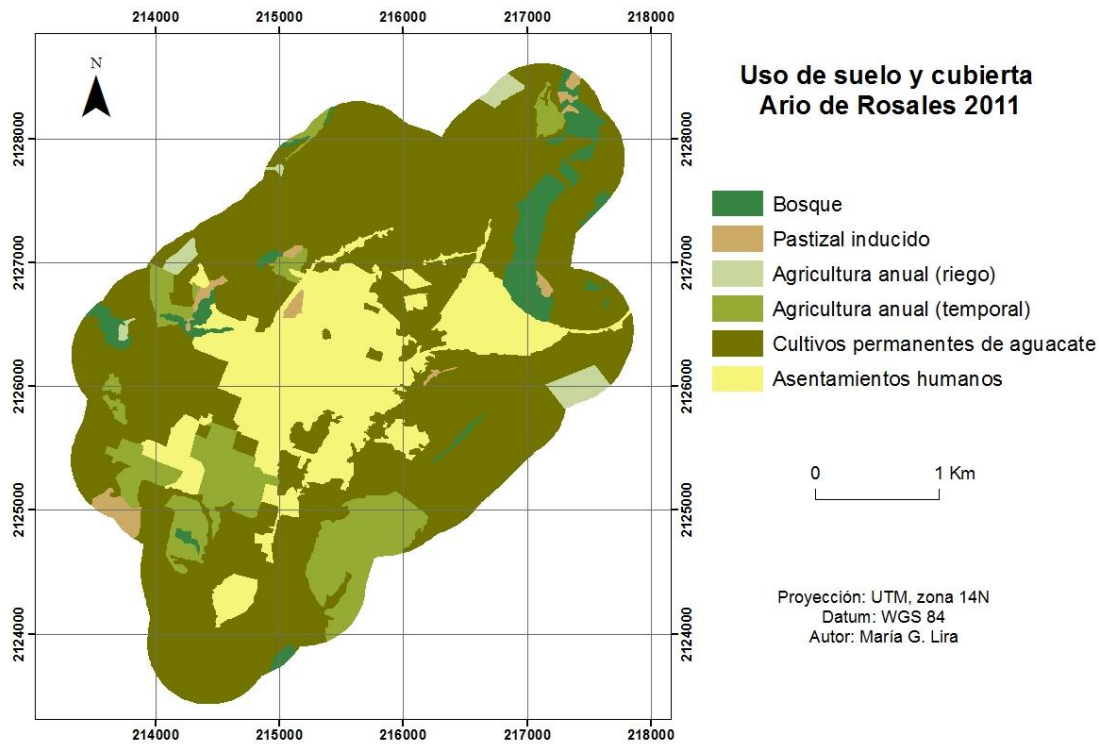 214000 215000 216000 217000 218000
N
2128000 2128000
2127000 2127000
2126000 2126000
2125000 2125000
2124000 2124000
214000 215000 216000 217000 218000
Uso de suelo y cubierta
Ario de Rosales 2011
Bosque
Pastizal inducido
Agricultura anual (riego)
Agricultura anual (temporal)
Cultivos permanentes de aguacate
Asentamientos humanos
0 1 Km
Proyección: UTM, zona 14N
Datum: WGS 84
Autor: María G. Lira